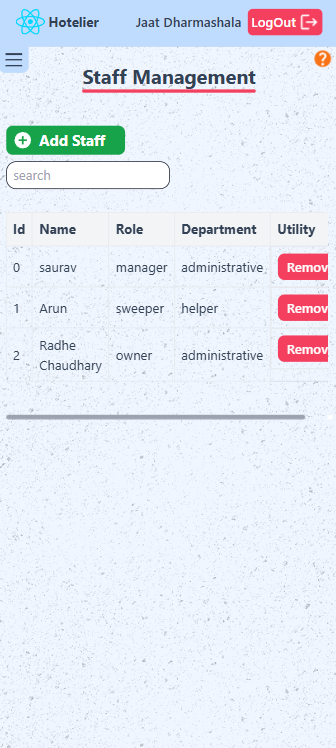 Hotelier Jaat Dharmashala LogOut
?
Staff Management
Add Staff
search
Id Name Role Department Utility
0 saurav manager administrative Remov
1 Arun sweeper helper Remov
2 Radhe Chaudhary owner administrative Remov